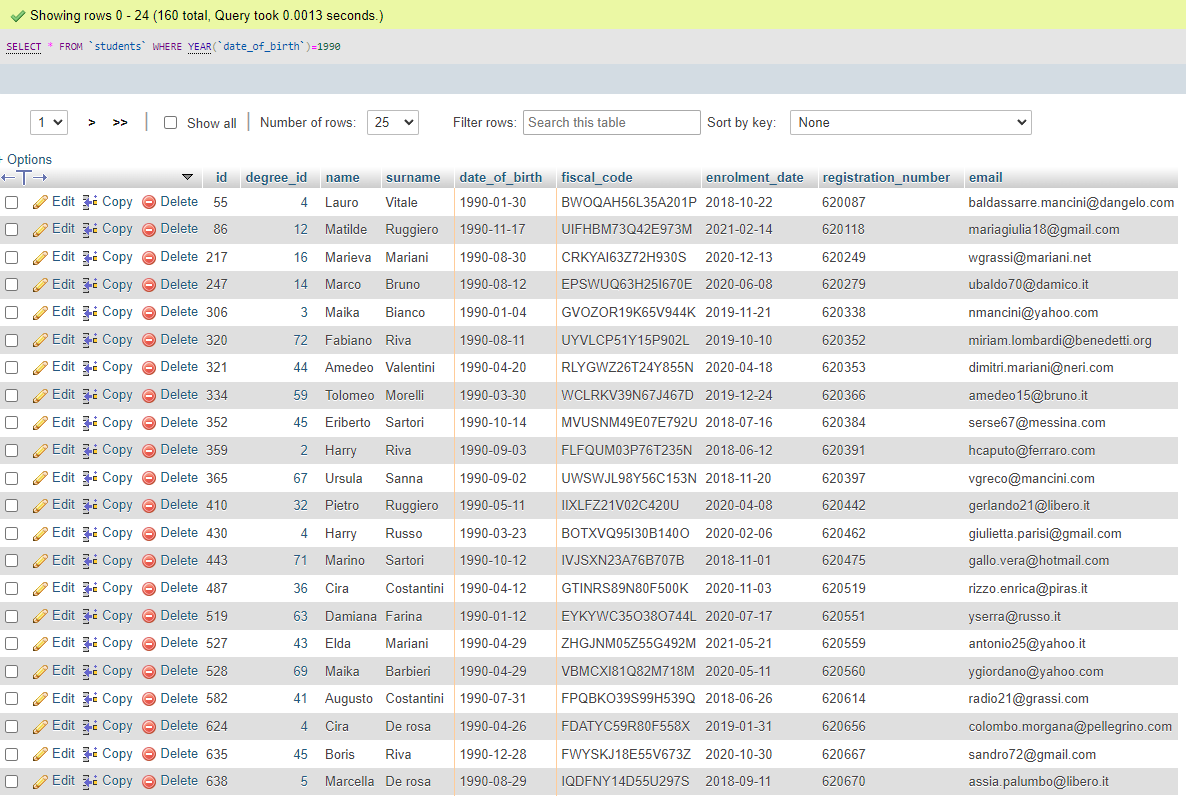 Showing rows 0 - 24 (160 total, Query took 0.0013 seconds.)
SELECT * FROM `students` WHERE YEAR(`date_of_birth`)=1990
1 > >> Show all Number of rows: 25 Filter rows: Search this table Sort by key: None
+ Options
←T→ id degree_id name surname date_of_birth fiscal_code enrolment_date registration_number email
Edit Copy Delete 55 4 Lauro Vitale 1990-01-30 BWOQAH56L35A201P 2018-10-22 620087 baldassarre.mancini@dangelo.com
Edit Copy Delete 86 12 Matilde Ruggiero 1990-11-17 UIFHBM73Q42E973M 2021-02-14 620118 mariagiulia18@gmail.com
Edit Copy Delete 217 16 Marieva Mariani 1990-08-30 CRKYAI63Z72H930S 2020-12-13 620249 wgrassi@mariani.net
Edit Copy Delete 247 14 Marco Bruno 1990-08-12 EPSWUQ63H25I670E 2020-06-08 620279 ubaldo70@damico.it
Edit Copy Delete 306 3 Maika Bianco 1990-01-04 GVOZOR19K65V944K 2019-11-21 620338 nmancini@yahoo.com
Edit Copy Delete 320 72 Fabiano Riva 1990-08-11 UYVLCP51Y15P902L 2019-10-10 620352 miriam.lombardi@benedetti.org
Edit Copy Delete 321 44 Amedeo Valentini 1990-04-20 RLYGWZ26T24Y855N 2020-04-18 620353 dimitri.mariani@neri.com
Edit Copy Delete 334 59 Tolomeo Morelli 1990-03-30 WCLRKV39N67J467D 2019-12-24 620366 amedeo15@bruno.it
Edit Copy Delete 352 45 Eriberto Sartori 1990-10-14 MVUSNM49E07E792U 2018-07-16 620384 serse67@messina.com
Edit Copy Delete 359 2 Harry Riva 1990-09-03 FLFQUM03P76T235N 2018-06-12 620391 hcaputo@ferraro.com
Edit Copy Delete 365 67 Ursula Sanna 1990-09-02 UWSWJL98Y56C153N 2018-11-20 620397 vgreco@mancini.com
Edit Copy Delete 410 32 Pietro Ruggiero 1990-05-11 IIXLFZ21V02C420U 2020-04-08 620442 gerlando21@libero.it
Edit Copy Delete 430 4 Harry Russo 1990-03-23 BOTXVQ95I30B140O 2020-02-06 620462 giulietta.parisi@gmail.com
Edit Copy Delete 443 71 Marino Sartori 1990-10-12 IVJSXN23A76B707B 2018-11-01 620475 gallo.vera@hotmail.com
Edit Copy Delete 487 36 Cira Costantini 1990-04-12 GTINRS89N80F500K 2020-11-03 620519 rizzo.enrica@piras.it
Edit Copy Delete 519 63 Damiana Farina 1990-01-12 EYKYWC35O38O744L 2020-07-17 620551 yserra@russo.it
Edit Copy Delete 527 43 Elda Mariani 1990-04-29 ZHGJNM05Z55G492M 2021-05-21 620559 antonio25@yahoo.it
Edit Copy Delete 528 69 Maika Barbieri 1990-04-29 VBMCXI81Q82M718M 2020-05-11 620560 ygiordano@yahoo.com
Edit Copy Delete 582 41 Augusto Costantini 1990-07-31 FPQBKO39S99H539Q 2018-06-26 620614 radio21@grassi.com
Edit Copy Delete 624 4 Cira De rosa 1990-04-26 FDATYC59R80F558X 2019-01-31 620656 colombo.morgana@pellegrino.com
Edit Copy Delete 635 45 Boris Riva 1990-12-28 FWYSKJ18E55V673Z 2020-10-30 620667 sandro72@gmail.com
Edit Copy Delete 638 5 Marcella De rosa 1990-08-29 IQDFNY14D55U297S 2018-09-11 620670 assia.palumbo@libero.it